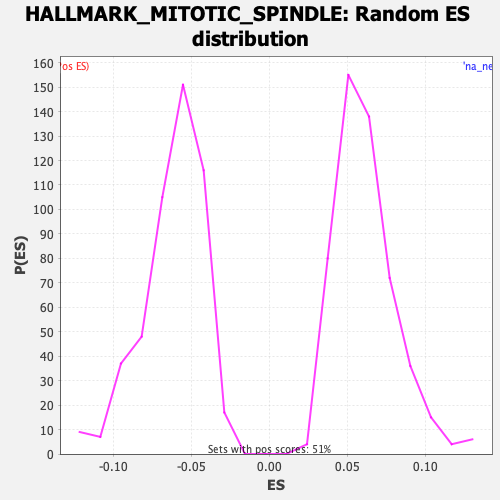 HALLMARK_MITOTIC_SPINDLE: Random ES
distribution
160
150
140
130
120
110
100
90
80
70
60
50
40
30
20
10
0
'os ES)
'na_ne
P(ES)
Sets with pos scores: 51%
-0.10 -0.05 0.00 0.05 0.10
ES